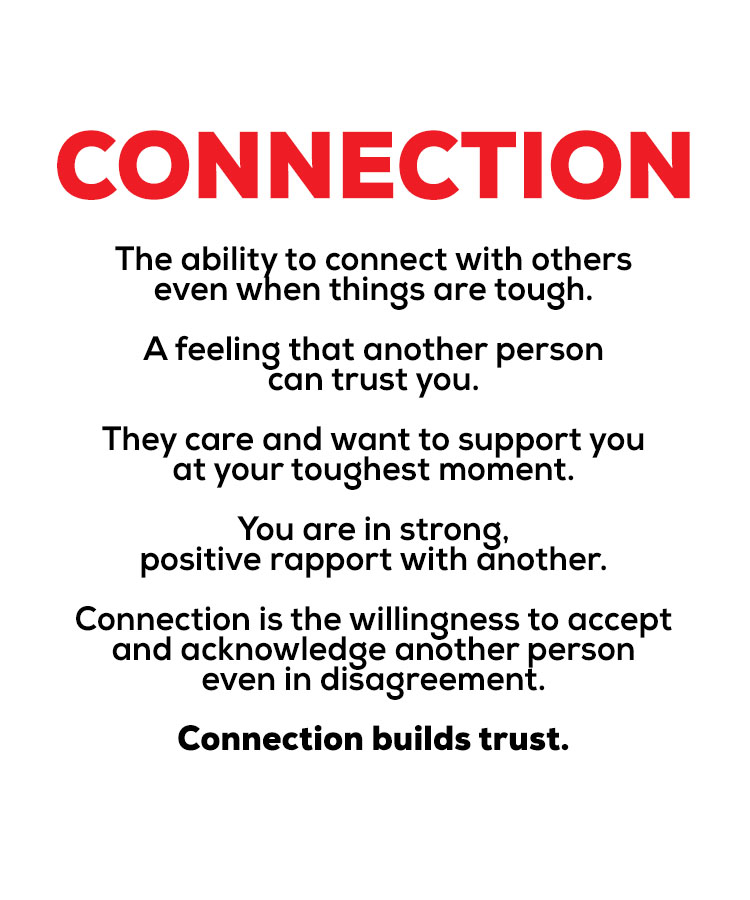 CONNECTION
The ability to connect with others
even when things are tough.
A feeling that another person
can trust you.
They care and want to support you
at your toughest moment.
You are in strong,
positive rapport with another.
Connection is the willingness to accept
and acknowledge another person
even in disagreement.
Connection builds trust.